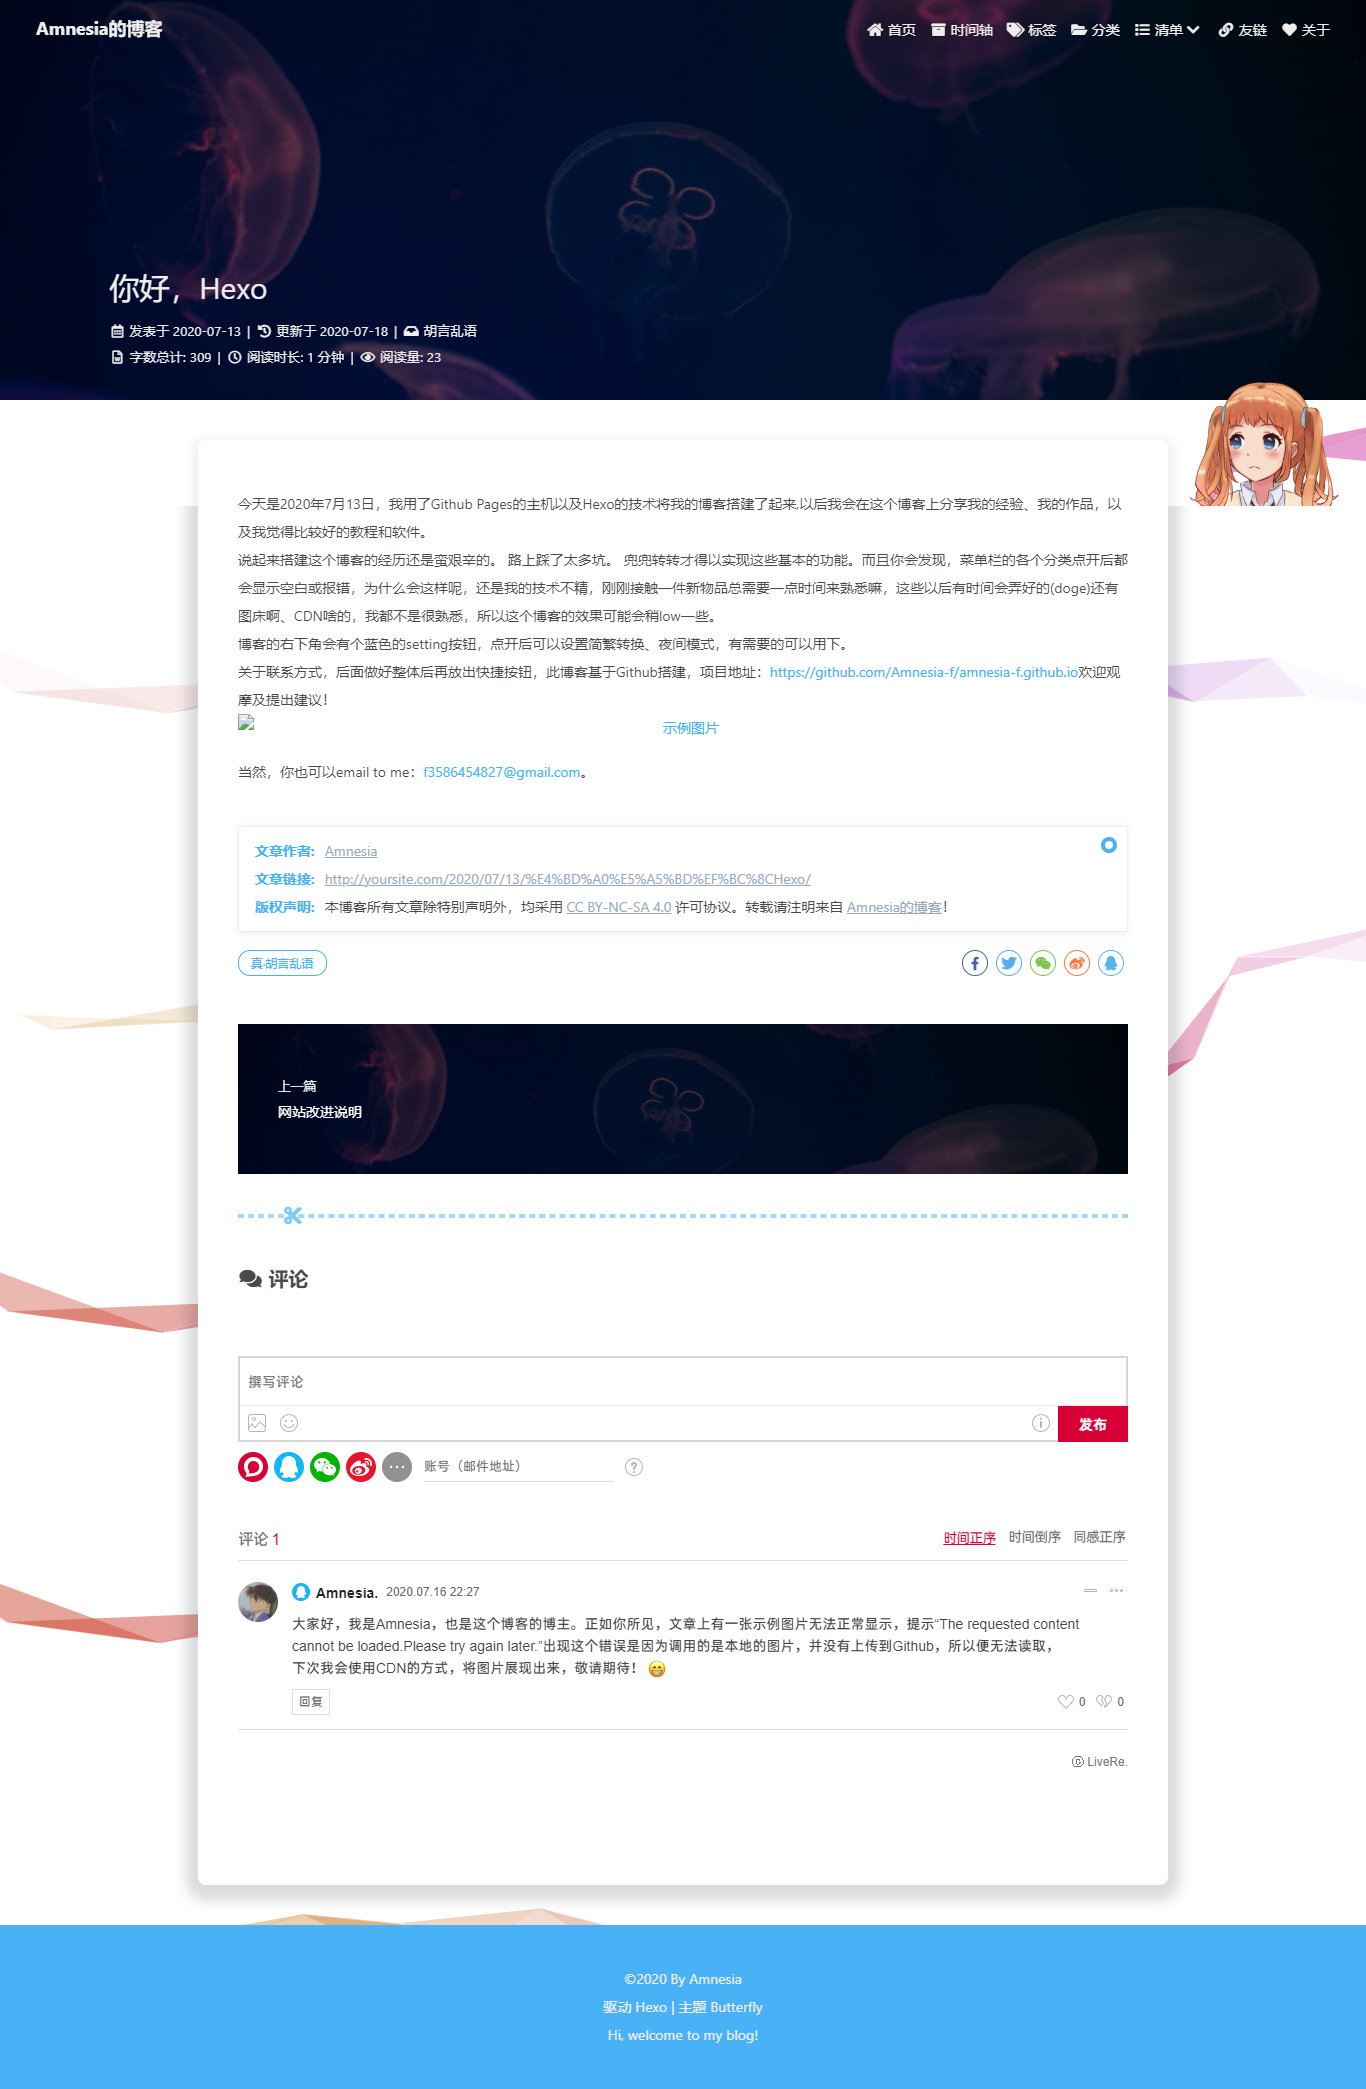 Amnesia的博客
首页 时间轴 标签 分类 清单 友链 关于
你好，Hexo
发表于 2020-07-13 | 更新于 2020-07-18 | 胡言乱语
字数总计: 309 | 阅读时长: 1 分钟 | 阅读量: 23
今天是2020年7月13日，我用了Github Pages的主机以及Hexo的技术将我的博客搭建了起来,以后我会在这个博客上分享我的经验、我的作品，以
及我觉得比较好的教程和软件。
说起来搭建这个博客的经历还是蛮艰辛的。 路上踩了太多坑。 兜兜转转才得以实现这些基本的功能。而且你会发现，菜单栏的各个分类点开后都
会显示空白或报错，为什么会这样呢，还是我的技术不精，刚刚接触一件新物品总需要一点时间来熟悉嘛，这些以后有时间会弄好的(doge)还有
图床啊、CDN啥的，我都不是很熟悉，所以这个博客的效果可能会稍low一些。
博客的右下角会有个蓝色的setting按钮，点开后可以设置简繁转换、夜间模式，有需要的可以用下。
关于联系方式，后面做好整体后再放出快捷按钮，此博客基于Github搭建，项目地址：https://github.com/Amnesia-f/amnesia-f.github.io欢迎观
摩及提出建议！
示例图片
当然，你也可以email to me：f3586454827@gmail.com。
文章作者: Amnesia
文章链接: http://yoursite.com/2020/07/13/%E4%BD%A0%E5%A5%BD%EF%BC%8CHexo/
版权声明: 本博客所有文章除特别声明外，均采用 CC BY-NC-SA 4.0 许可协议。转载请注明来自 Amnesia的博客！
真·胡言乱语
上一篇
网站改进说明
评论
撰写评论
发布
账号（邮件地址）
评论 1
时间正序 时间倒序 同感正序
Amnesia. 2020.07.16 22:27
大家好，我是Amnesia，也是这个博客的博主。正如你所见，文章上有一张示例图片无法正常显示，提示“The requested content
cannot be loaded.Please try again later.”出现这个错误是因为调用的是本地的图片，并没有上传到Github，所以便无法读取，
下次我会使用CDN的方式，将图片展现出来，敬请期待！
回复
0 0
LiveRe.
©2020 By Amnesia
驱动 Hexo | 主题 Butterfly
Hi, welcome to my blog!